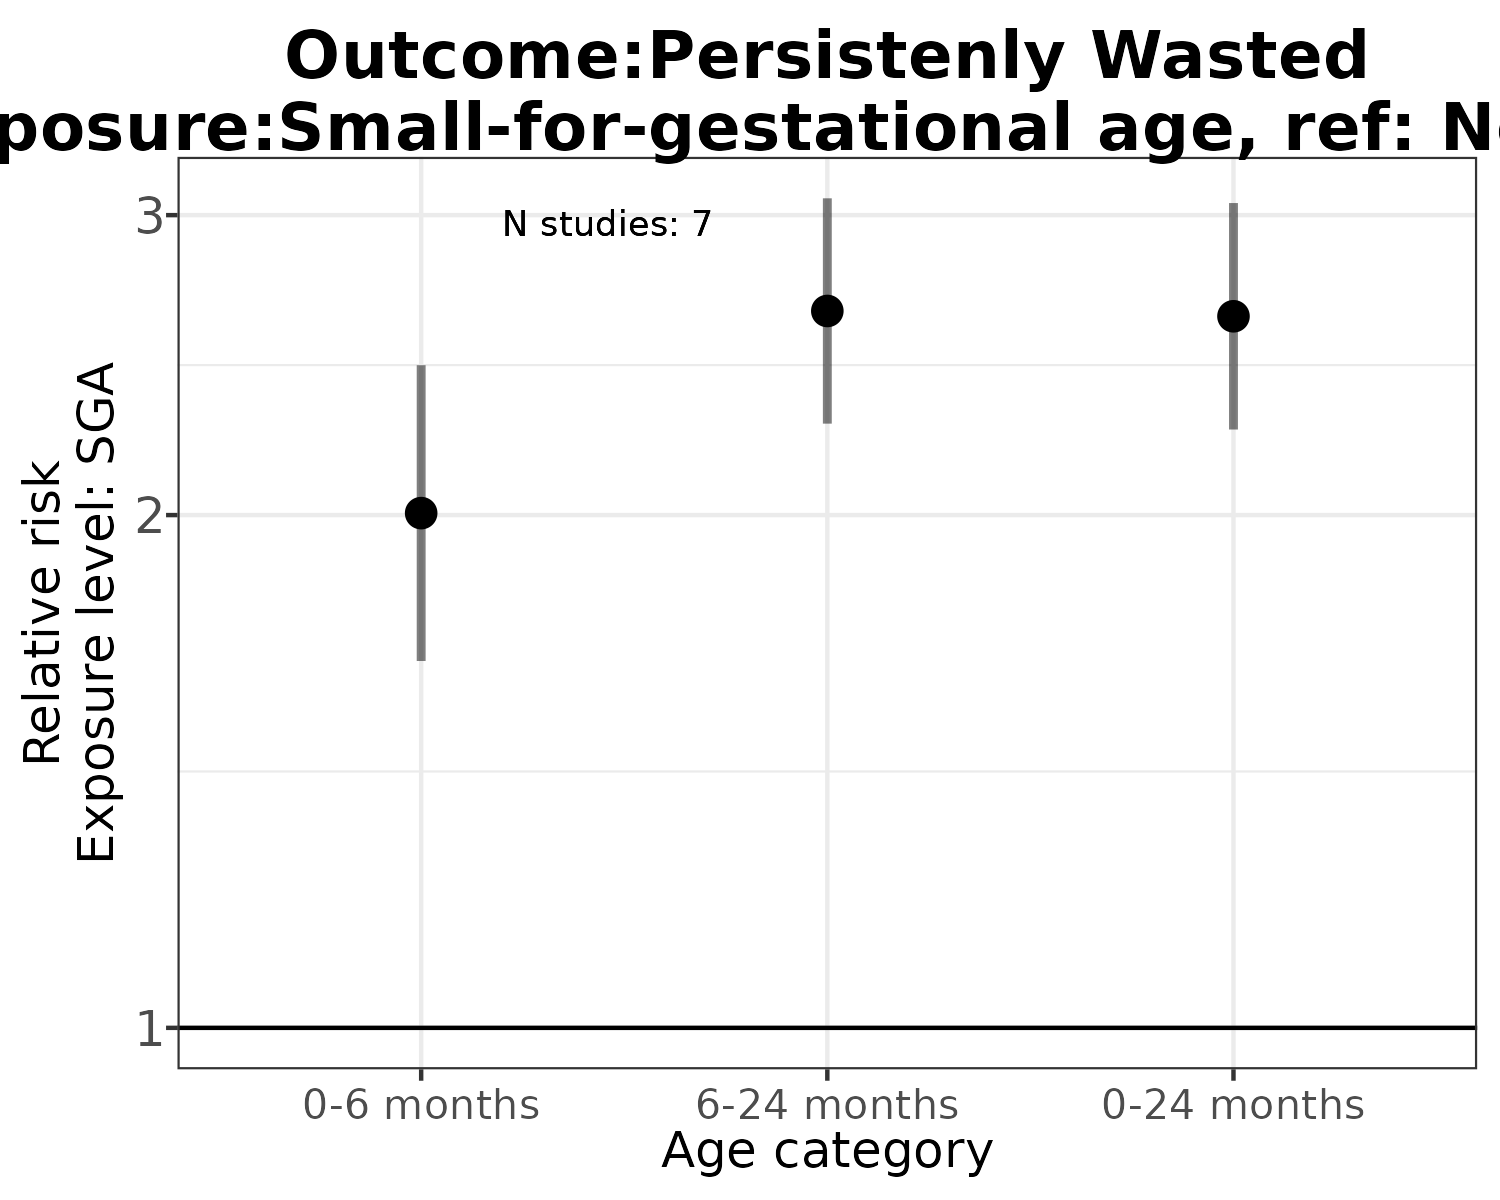 Outcome:Persistenly Wasted
posure:Small-for-gestational age, ref: N
N studies: 7
3
2
1
Relative risk
Exposure level: SGA
0-6 months
6-24 months
0-24 months
Age category